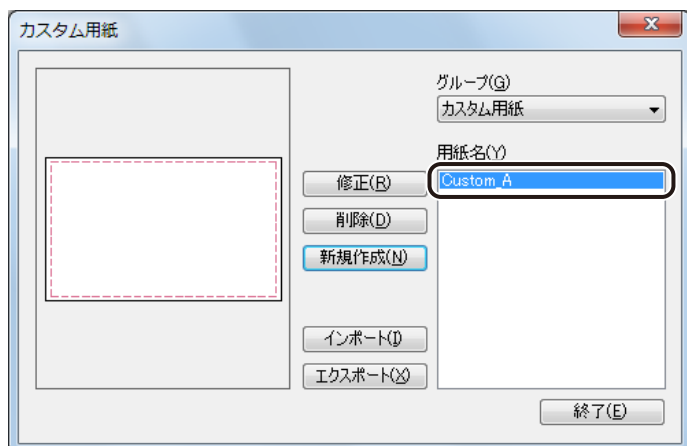 カスタム用紙
グループ(G)
カスタム用紙
用紙名(Y)
Custom_A
修正(R)
削除(D)
新規作成(N)
インポート(I)
エクスポート(X)
終了(E)